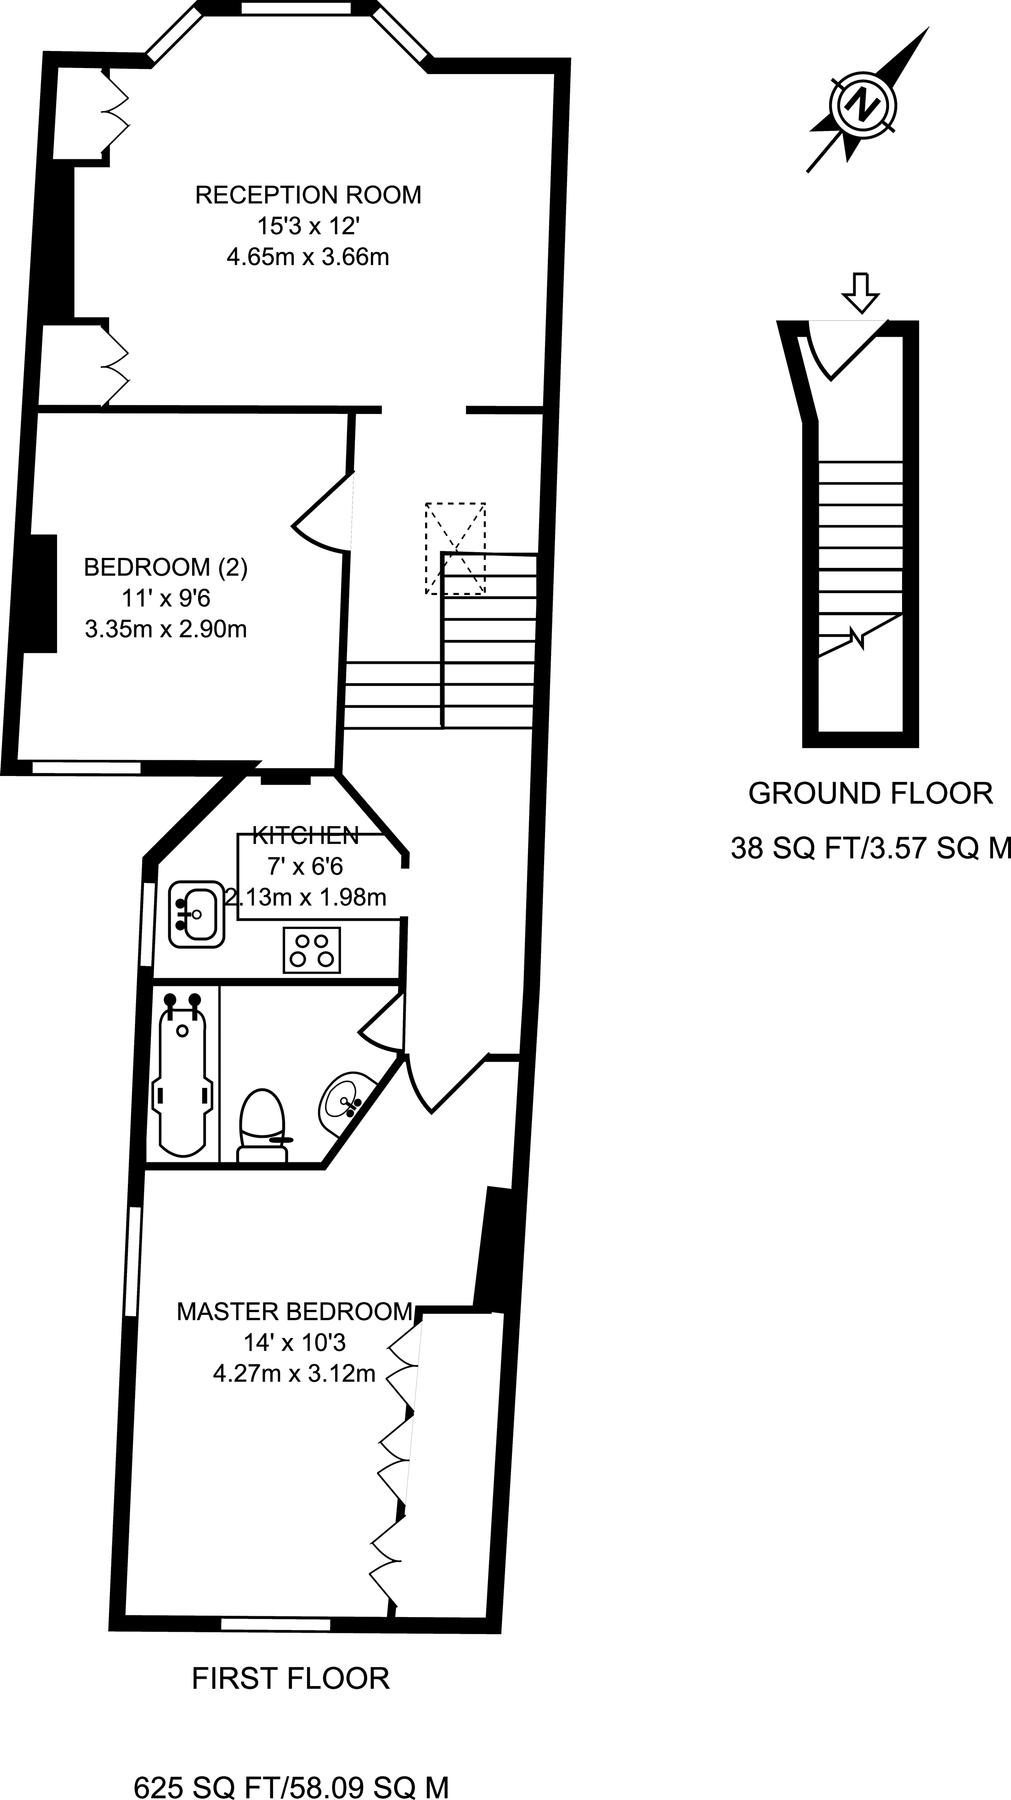 N
RECEPTION ROOM
15'3 x 12'
4.65m x 3.66m
BEDROOM (2)
11' x 9'6
3.35m x 2.90m
N
GROUND FLOOR
38 SQ FT/3.57 SQ M
KITCHEN
7' x 6'6
2.13m x 1.98m
MASTER BEDROOM
14' x 10'3
4.27m x 3.12m
FIRST FLOOR
625 SQ FT/58.09 SQ M